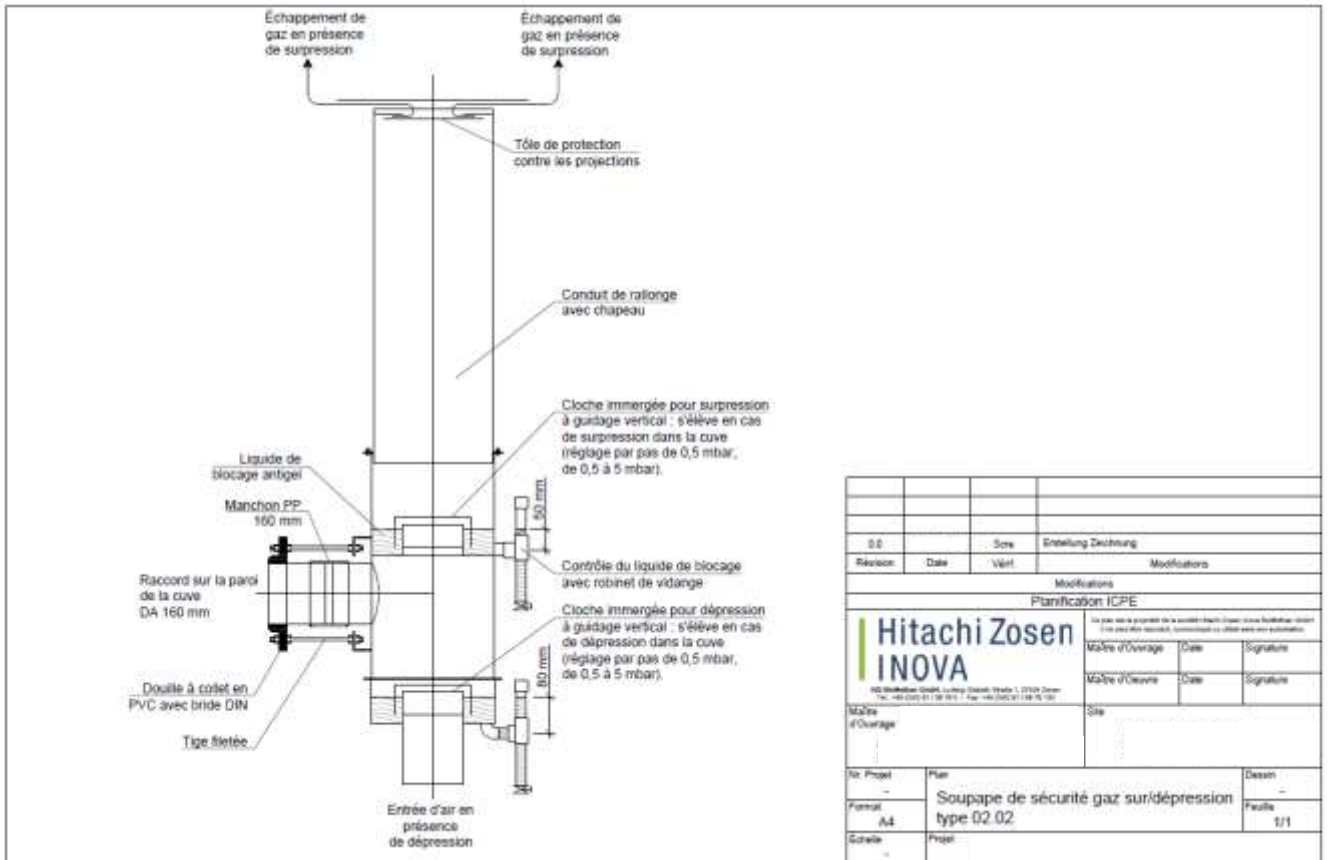 Échappement de
gaz en présence
de surpression
Échappement de
gaz en présence
de surpression
Tôle de protection
contre les projections
Conduit de rallonge
avec chapeau
Cloche immergée pour surpression
à guidage vertical : s'élève en cas
de surpression dans la cuve
(réglage par pas de 0,5 mbar,
de 0,5 à 5 mbar).
Liquide de
blocage antigel
Manchon PP
160 mm
50 mm
Raccord sur la paroi
de la cuve
DA 160 mm
Contrôle du liquide de blocage
avec robinet de vidange
Cloche immergée pour dépression
à guidage vertical : s'élève en cas
de dépression dans la cuve
(réglage par pas de 0,5 mbar,
de 0,5 à 5 mbar).
80 mm
Douille à collet en
PVC avec bride DIN
Tige filetée
Entrée d'air en
présence
de dépression
0.0 Erstellung Zeichnung
Révision Date Vérif. Modifications
Modifications
Planification ICPE
Hitachi Zosen
INOVA
Maître d'Ouvrage Date Signature
Maître d'Oeuvre Date Signature
Maître
d'Ouvrage
Site
Nr. Projet
-
Plan
Soupape de sécurité gaz sur/dépression
type 02.02
Dessin
-
Format
A4
Feuille
1/1
Échelle
-
Projet